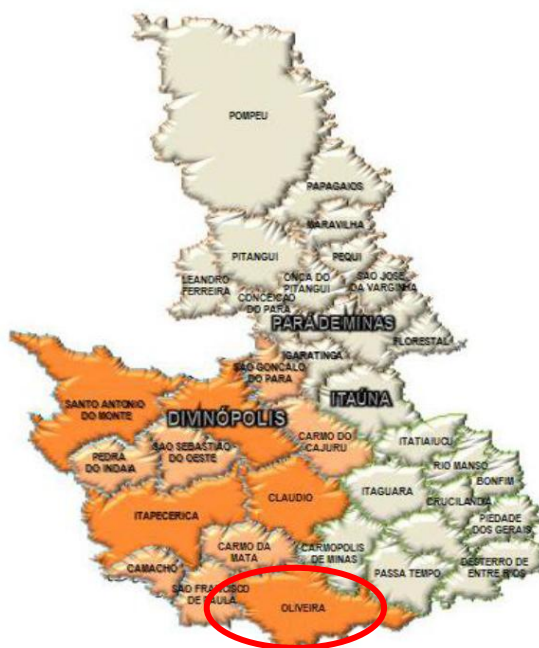 POMPEU
PAPAGAIOS
MARAVILHA
PITANGUI
PEQUI
LEANDRO
FERREIRA
ONCA DO
PITANGUI
SAO JOSE
DA VARGINHA
CONCEICAO
DO PARA
PARÁ DE MINAS
FLORESTAL
IGARATINGA
SAO GONCALO
DO PARA
ITAÚNA
SANTO ANTONIO
DO MONTE
DIVINÓPOLIS
CARMO DO
CAJURU
ITATIAIUCU
PEDRA
DO INDAIA
SAO SEBASTIAO
DO OESTE
RIO MANSO
BONFIM
ITAGUARA
CLAUDIO
CRUCILANDIA
ITAPECERICA
PIEDADE
DOS GERAIS
CARMO DA
MATA
CARMOPOLIS
DE MINAS
CAMACHO
PASSA TEMPO
DENTERRO DE
ENTRE RIOS
SAO FRANCISCO
DE PAULA
OLIVEIRA